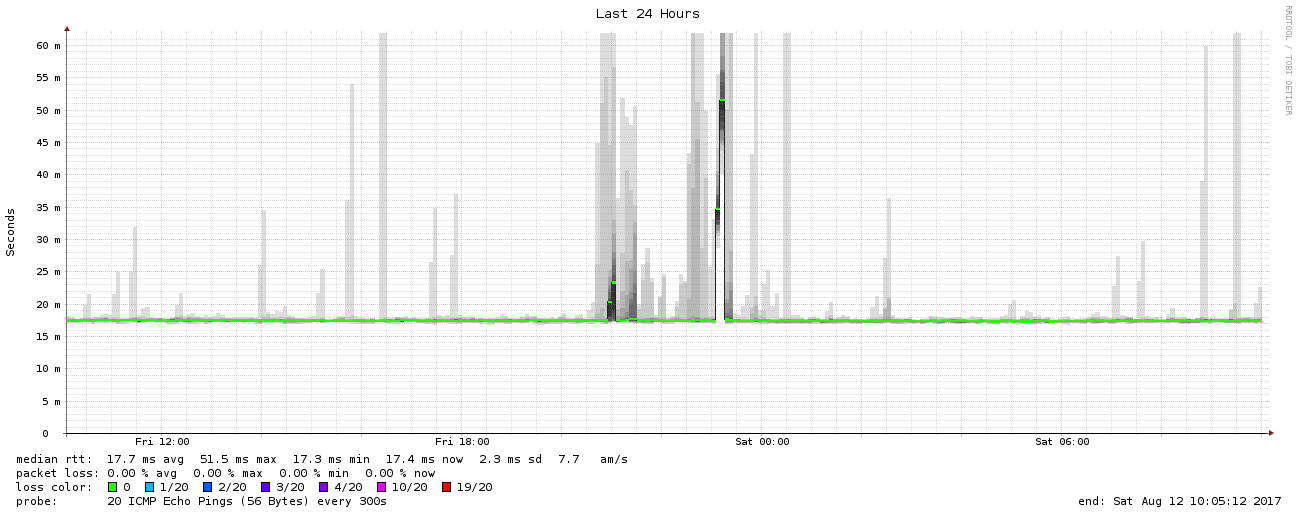 Last 24 Hours
RRDTOOL / TOBI OETIKER
Seconds
60 m
55 m
50 m
45 m
40 m
35 m
30 m
25 m
20 m
15 m
10 m
5 m
0
Fri 12:00 Fri 18:00 Sat 00:00 Sat 06:00
median rtt: 17.7 ms avg 51.5 ms max 17.3 ms min 17.4 ms now 2.3 ms sd 7.7 am/s
packet loss: 0.00 % avg 0.00 % max 0.00 % min 0.00 % now
loss color: 0 1/20 2/20 3/20 4/20 10/20 19/20
probe: 20 ICMP Echo Pings (56 Bytes) every 300s end: Sat Aug 12 10:05:12 2017